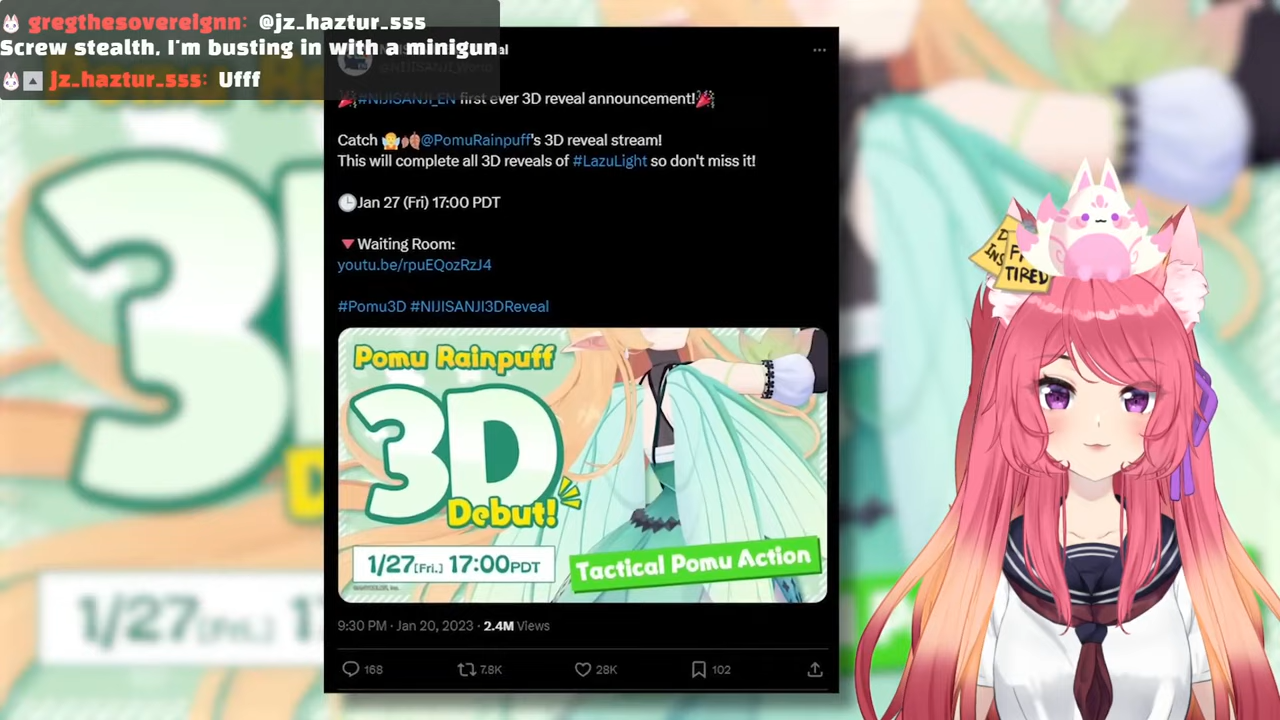 gregthesovereignn: @jz_haztur_sss
Screw stealth, I'm busting in with a minigun
jz_haztur_sss: Ufff
#NIJISANJI_EN first ever 3D reveal announcement!
Catch @PomuRainpuff's 3D reveal stream!
This will complete all 3D reveals of #LazuLight so don't miss it!
Jan 27 (Fri) 17:00 PDT
Waiting Room:
youtu.be/rpuEQozRzJ4
#Pomu3D #NIJISANJI3DReveal
Pomu Rainpuff
3D
Debut!
1/27[Fri.] 17:00PDT
Tactical Pomu Action
9:30 PM · Jan 20, 2023 · 2.4M Views
168
7.8K
28K
102
TIRED